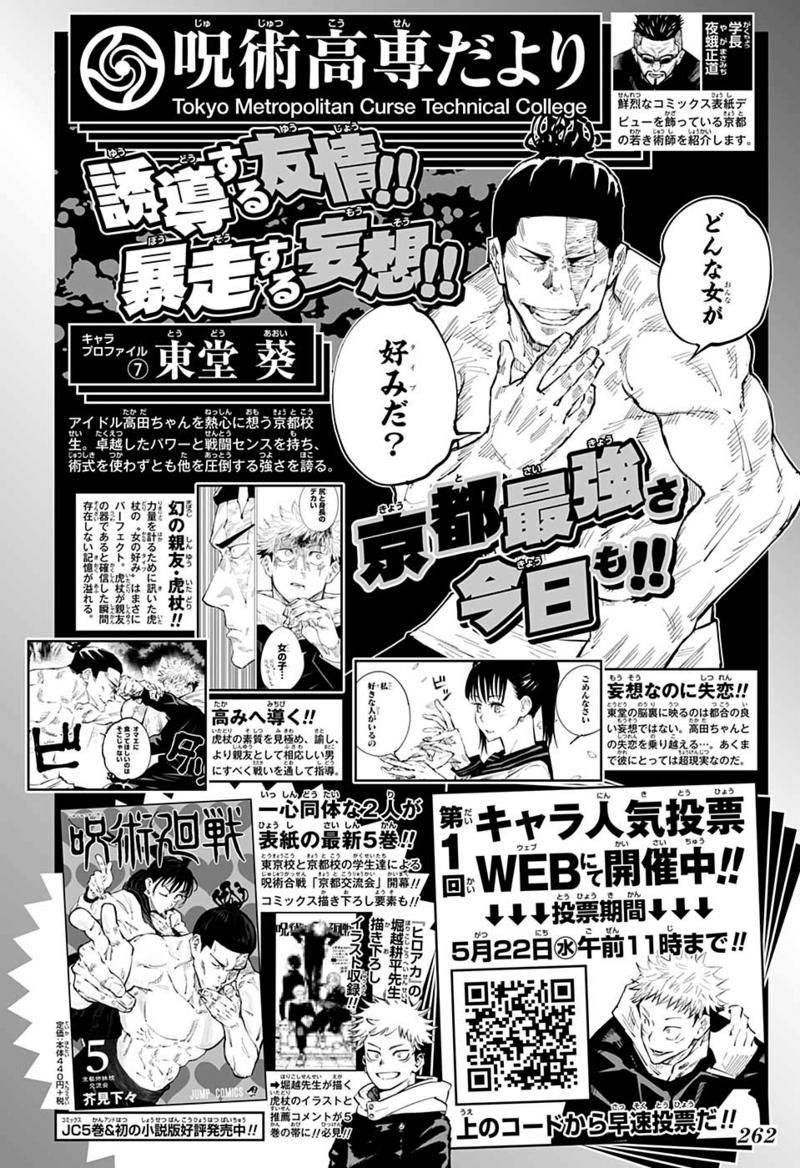 呪術高専だより
Tokyo Metropolitan Curse Technical College
学長
夜蛾正道
鮮烈なコミックス表紙デ
ビューを飾っている京都
の若き術師を紹介します。
誘導する友情!!
暴走する妄想!!
どんな女が
好みだ?
キャラ
プロファイル
⑦
東堂 葵
アイドル高田ちゃんを熱心に想う京都校
生。卓越したパワーと戦闘センスを持ち、
術式を使わずとも他を圧倒する強さを誇る。
京都最強さ
今日も!!
幻の親友・虎杖!!
力量を計るために訊いた虎
杖の〝女の好み〟はまさに
パーフェクト。虎杖が親友
の器であると確信した瞬間
存在しない記憶が溢れる。
尻と身長の
デカい
女の子…
高みへ導く!!
虎杖の素質を見極め、諭し、
より親友として相応しい男
にすべく戦いを通して指導。
ごめんなさい
私
好きな人がいるの
妄想なのに失恋!!
東堂の脳裏に映るのは都合の良
い妄想ではない。高田ちゃんと
の失恋を乗り越える…。あくま
で彼にとっては超現実なのだ。
呪術廻戦
5
京都姉妹校
交流会
芥見下々
JUMP COMICS
定価・本体440円+税
一心同体な2人が
表紙の最新5巻!!
東京校と京都校の学生達による
呪術合戦「京都交流会」開幕!!
コミックス描き下ろし要素も!!
『ヒロアカ』の
堀越耕平先生
描き下ろし
イラスト収録!!
➡堀越先生が描く
虎杖のイラストと
推薦コメントが5
巻の帯に!!必見!!
JC5巻&初の小説版好評発売中!!
第1回 キャラ人気投票
WEBにて開催中!!
↓↓↓投票期間↓↓↓
5月22日㊌午前11時まで!!
上のコードから早速投票だ!!
262